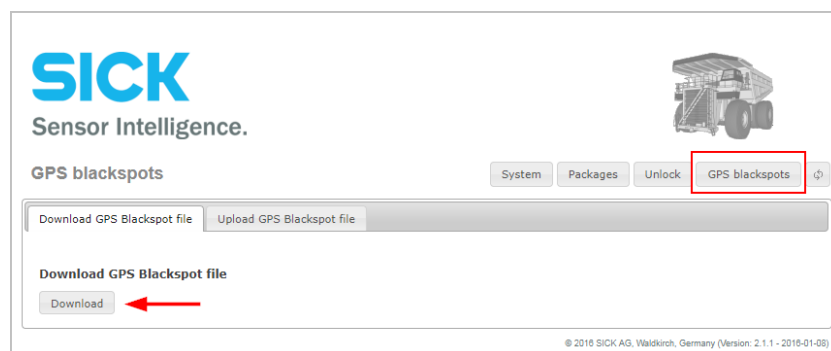 SICK
Sensor Intelligence.
GPS blackspots
System Packages Unlock GPS blackspots
Download GPS Blackspot file Upload GPS Blackspot file
Download GPS Blackspot file
Download
© 2016 SICK AG, Waldkirch, Germany (Version: 2.1.1 - 2016-01-08)